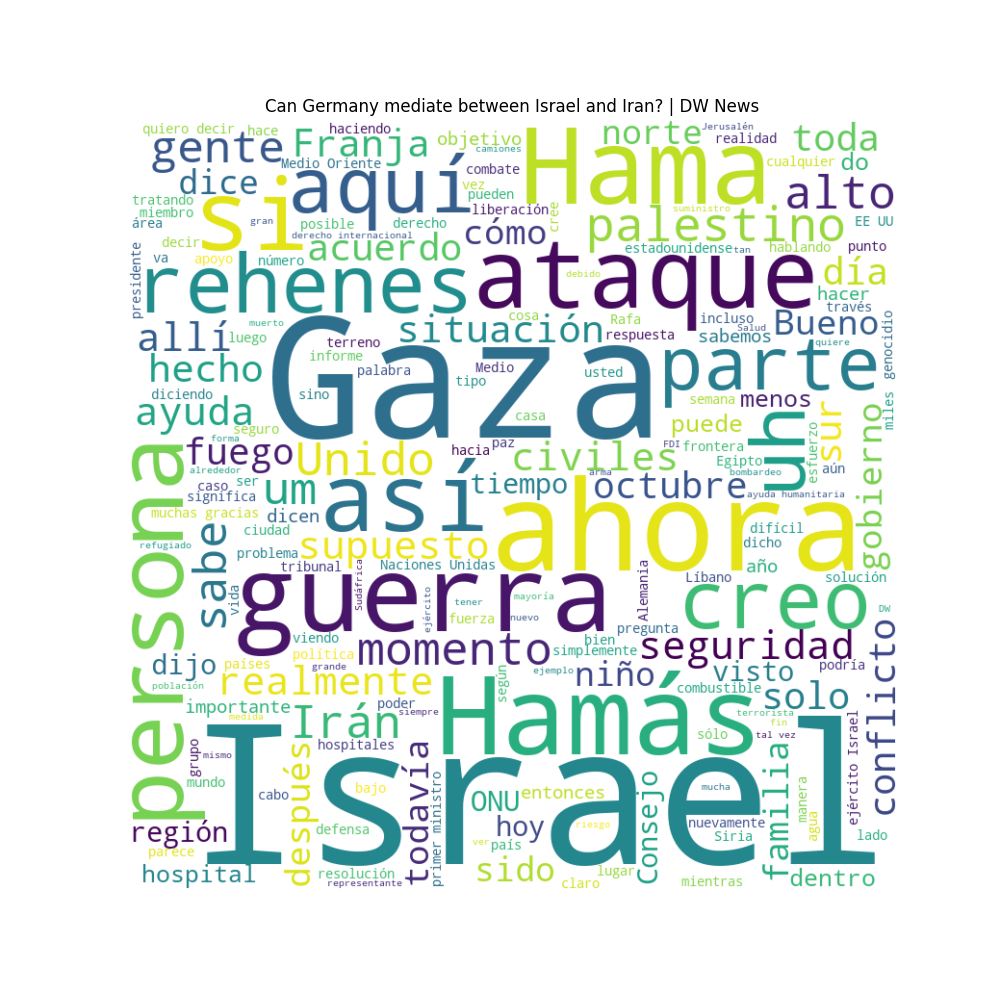 Can Germany mediate between Israel and Iran? | DW News
quiero decir
hace
haciendo
objetivo
camiones
Hama
norte
Jerusalén
realidad
toda
gente
Franja
Medio Oriente
combate
cualquier
do
dice
si
aquí
vez
pueden
alto
tratando
miembro
liberación
cree
suministro
palestino
EE UU
área
gran
posible
derecho
cómo
decir
derecho internacional
acuerdo
estadounidense
tan
hablando
punto
va
apoyo
número
presidente
rehenes
ataque
debido
día
hacer
través
muerto
cosa
Rafa
incluso
Bueno
allí
luego
situación
respuesta
sabemos
Salud
quiere
genocidio
terreno
informe
Gaza
parte
hecho
palabra
Medio
tipo
usted
diciendo
sino
semana
menos
miles
ayuda
casa
puede
uh
sur
seguro
forma
paz
FDI
frontera
fuego
Unido
hacia
civiles
Egipto
esfuerzo
gobierno
persona
alrededor
caso
ser
um
así
tiempo
arma
bombardeo
aún
significa
octubre
ayuda humanitaria
muchas gracias
dicen
ahora
ciudad
difícil
refugiado
sabe
supuesto
dicho
problema
tribunal
Naciones Unidas
año
Líbano
solución
vida
guerra
Sudáfrica
ejército
tener
mayoría
Alemania
creo
DW
fuerza
nuevo
viendo
pregunta
bien
momento
simplemente
seguridad
conflicto
dijo
países
política
grande
ejemplo
niño
visto
podría
población
realmente
según
combustible
solo
importante
poder
siempre
medida
Irán
Hamás
terrorista
fin
grupo
mismo
hospitales
sólo
tal vez
ejército Israel
mundo
después
todavía
Israel
cabo
bajo
ONU
entonces
Consejo
mucha
familia
manera
agua
región
defensa
primer ministro
hoy
riesgo
nuevamente
Siria
lado
parece
ver
país
hospital
resolución
representante
sido
lugar
claro
mientras
dentro